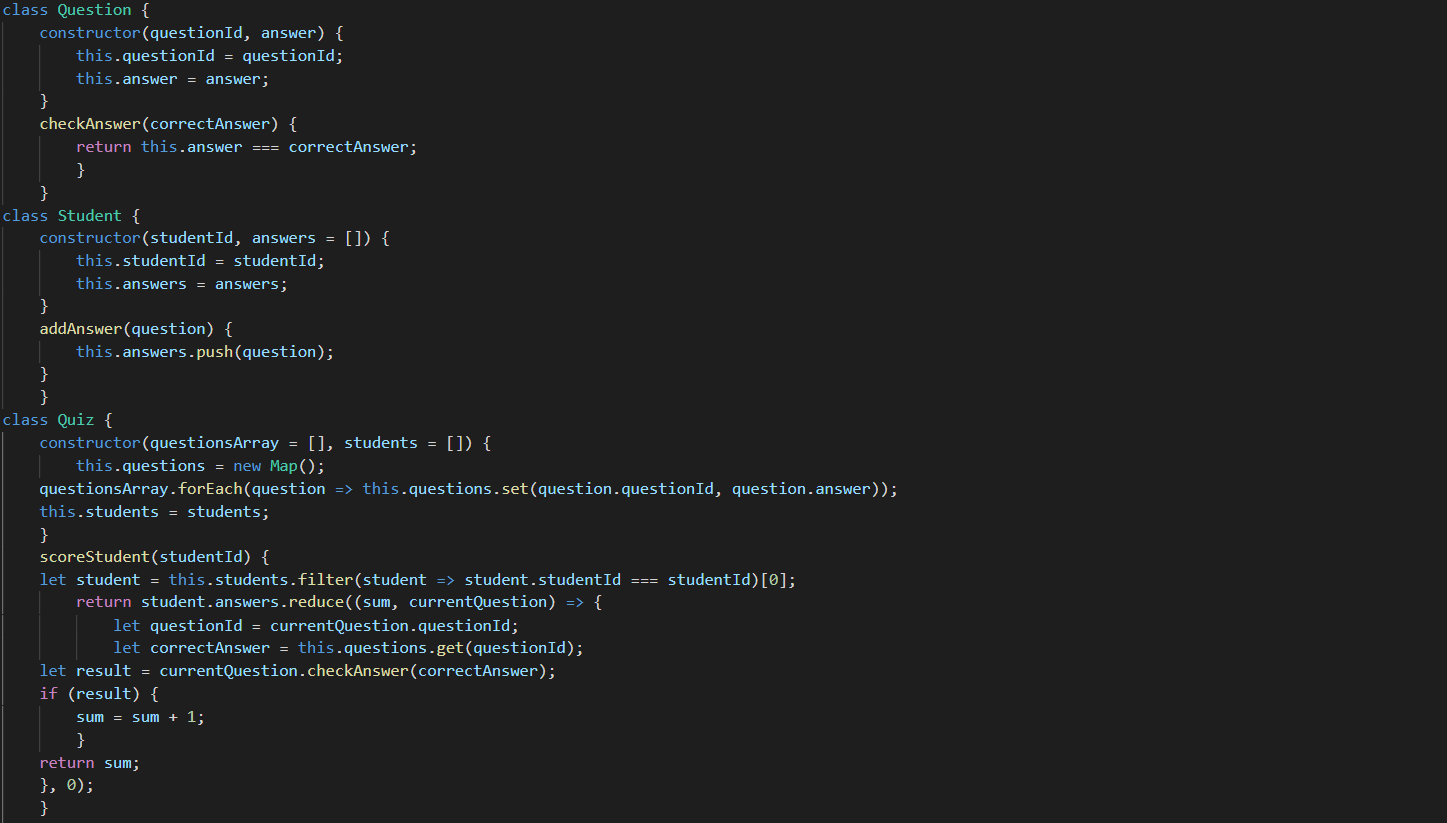 class Question {
    constructor(questionId, answer) {
        this.questionId = questionId;
        this.answer = answer;
    }
    checkAnswer(correctAnswer) {
        return this.answer === correctAnswer;
        }
    }
class Student {
    constructor(studentId, answers = []) {
        this.studentId = studentId;
        this.answers = answers;
    }
    addAnswer(question) {
        this.answers.push(question);
    }
    }
class Quiz {
    constructor(questionsArray = [], students = []) {
        this.questions = new Map();
    questionsArray.forEach(question => this.questions.set(question.questionId, question.answer));
    this.students = students;
    }
    scoreStudent(studentId) {
    let student = this.students.filter(student => student.studentId === studentId)[0];
        return student.answers.reduce((sum, currentQuestion) => {
            let questionId = currentQuestion.questionId;
            let correctAnswer = this.questions.get(questionId);
    let result = currentQuestion.checkAnswer(correctAnswer);
    if (result) {
        sum = sum + 1;
        }
    return sum;
    }, 0);
    }